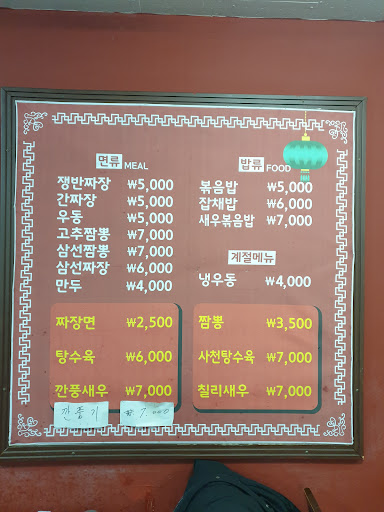 면류 MEAL
쟁반짜장 ₩5,000
간짜장 ₩5,000
우동 ₩5,000
고추짬뽕 ₩7,000
삼선짬뽕 ₩7,000
삼선짜장 ₩6,000
만두 ₩4,000
밥류 FOOD
볶음밥 ₩5,000
잡채밥 ₩6,000
새우볶음밥 ₩7,000
계절메뉴
냉우동 ₩4,000
짜장면 ₩2,500
탕수육 ₩6,000
깐풍새우 ₩7,000
깐풍기 ₩7,000
짬뽕 ₩3,500
사천탕수육 ₩7,000
칠리새우 ₩7,000